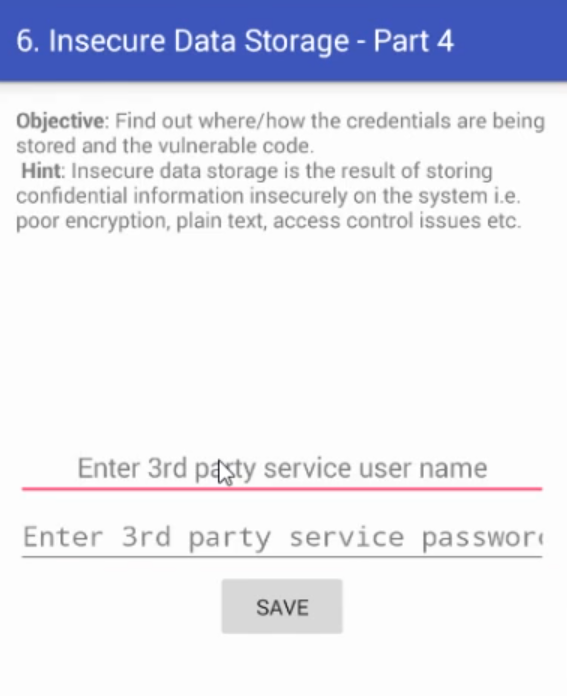 6. Insecure Data Storage - Part 4
Objective: Find out where/how the credentials are being
stored and the vulnerable code.
Hint: Insecure data storage is the result of storing
confidential information insecurely on the system i.e.
poor encryption, plain text, access control issues etc.
Enter 3rd party service user name
Enter 3rd party service passwor
SAVE